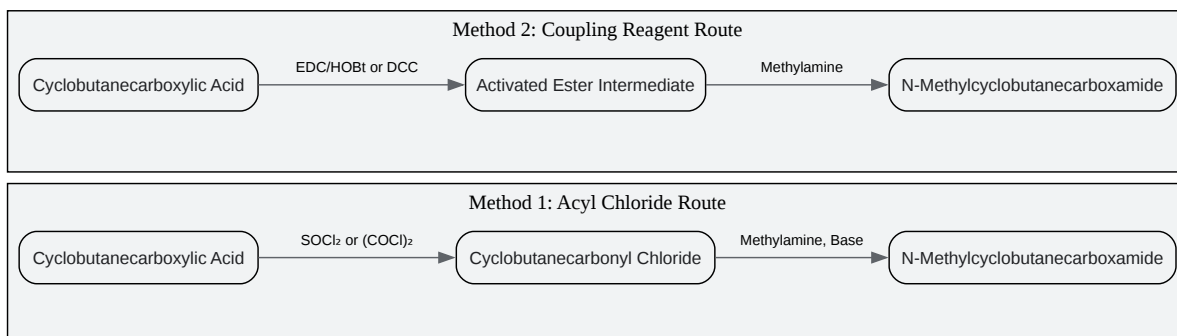 Method 2: Coupling Reagent Route
Cyclobutanecarboxylic Acid
EDC/HOBt or DCC
Activated Ester Intermediate
Methylamine
N-Methylcyclobutanecarboxamide
Method 1: Acyl Chloride Route
Cyclobutanecarboxylic Acid
SOCl₂ or (COCl)₂
Cyclobutanecarbonyl Chloride
Methylamine, Base
N-Methylcyclobutanecarboxamide